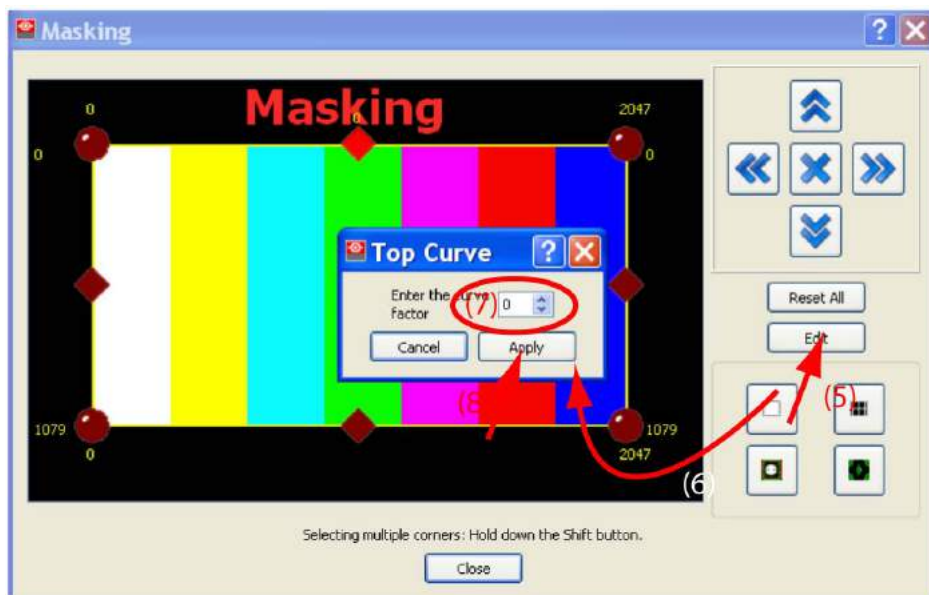 Masking
Masking
0
0
2047
0
0
Top Curve
Enter the curve
factor
(7)
0
Cancel
Apply
(8
Reset All
Edit
(5)
(6)
1079
0
1079
2047
Selecting multiple corners: Hold down the Shift button.
Close